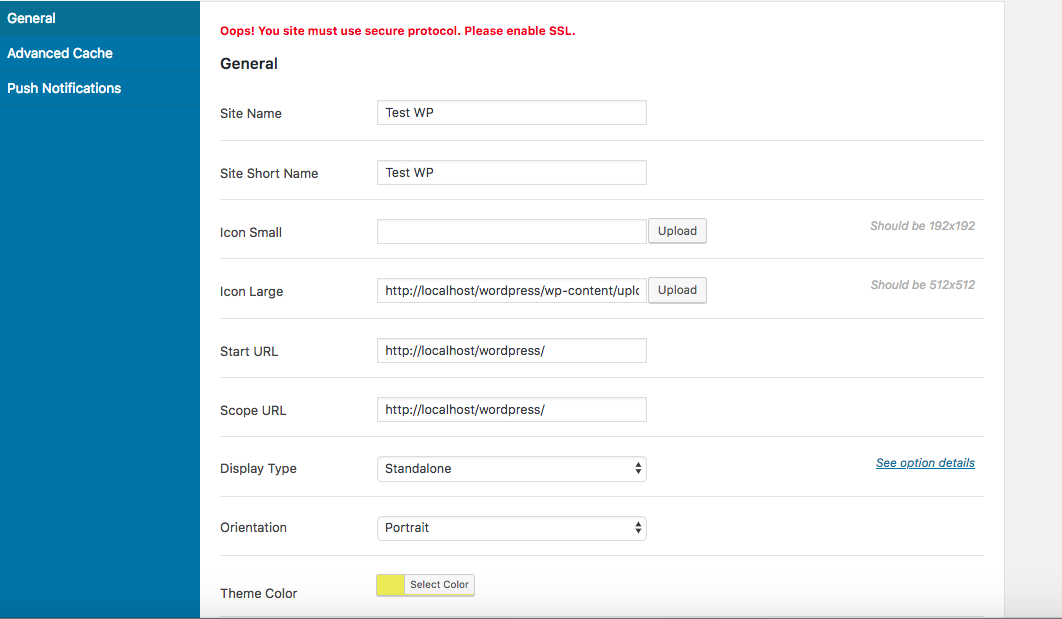 General
Advanced Cache
Push Notifications
Oops! You site must use secure protocol. Please enable SSL.
General
Site Name Test WP
Site Short Name Test WP
Icon Small Upload Should be 192x192
Icon Large http://localhost/wordpress/wp-content/uplo Upload Should be 512x512
Start URL http://localhost/wordpress/
Scope URL http://localhost/wordpress/
Display Type Standalone See option details
Orientation Portrait
Theme Color Select Color